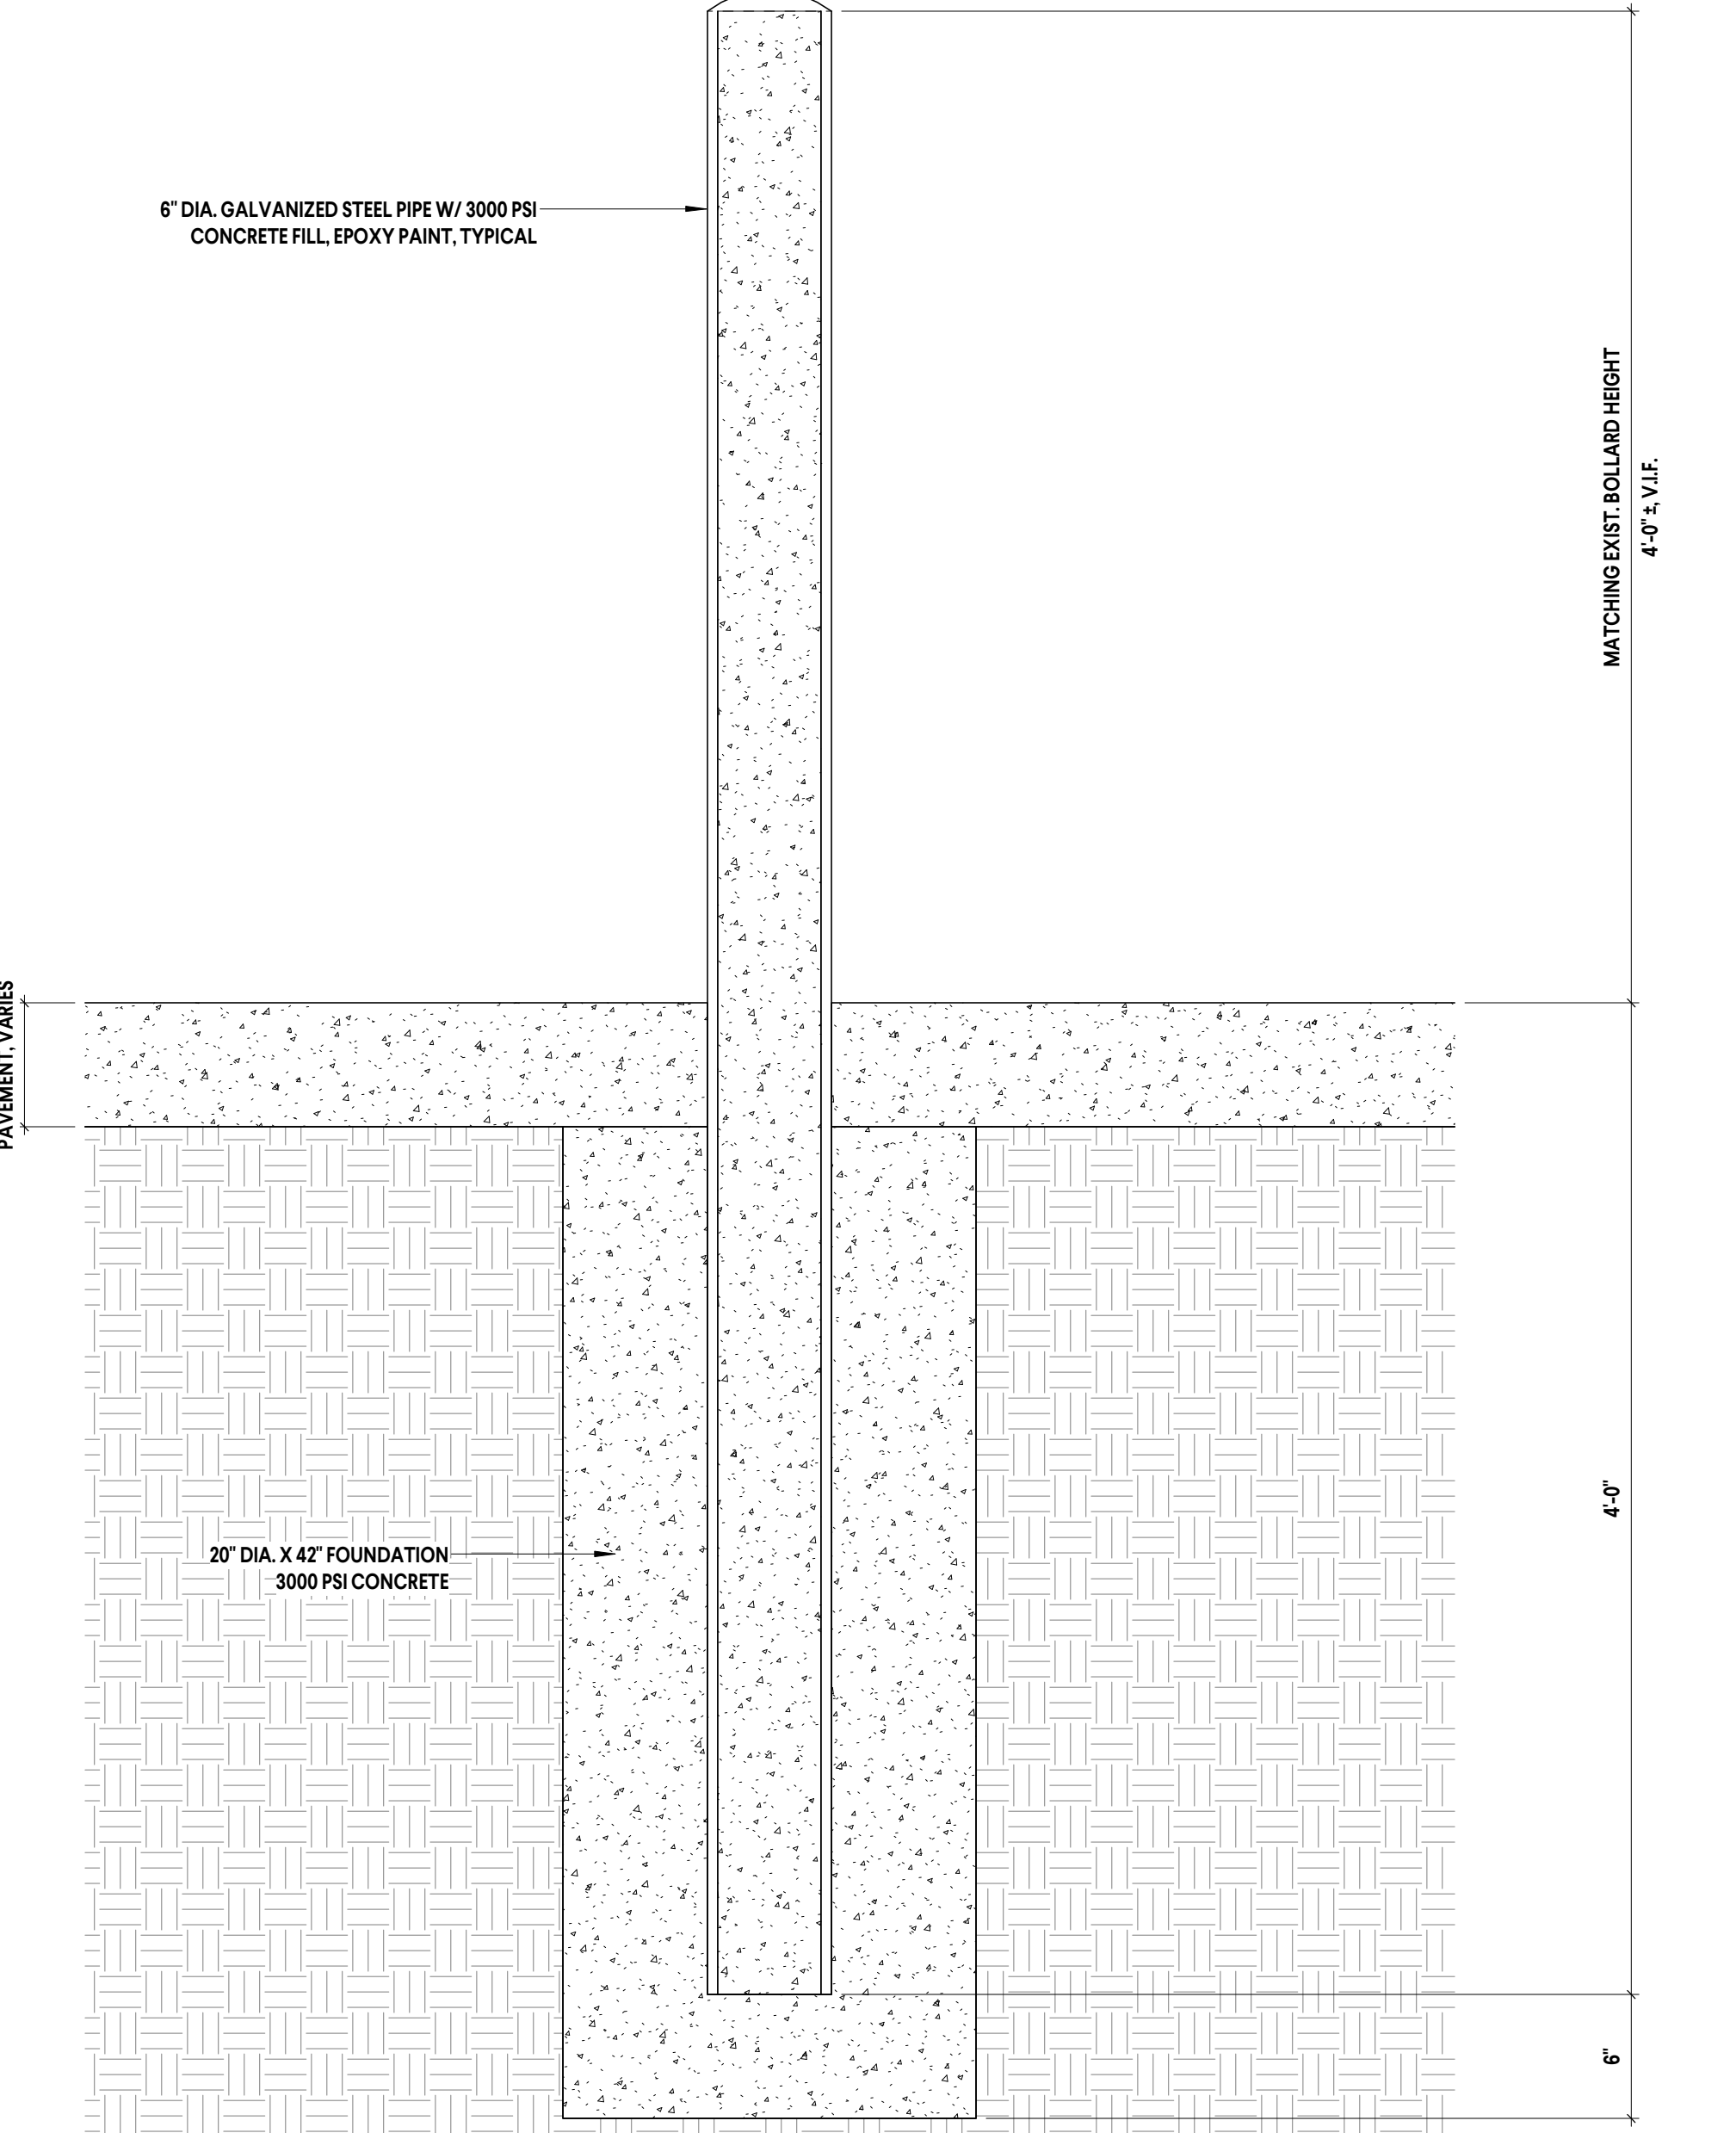 6" DIA. GALVANIZED STEEL PIPE W/ 3000 PSI
CONCRETE FILL, EPOXY PAINT, TYPICAL
MATCHING EXIST. BOLLARD HEIGHT
4'-0" ±, V.I.F.
PAVEMENT, VARIES
20" DIA. X 42" FOUNDATION
3000 PSI CONCRETE
4'-0"
6"